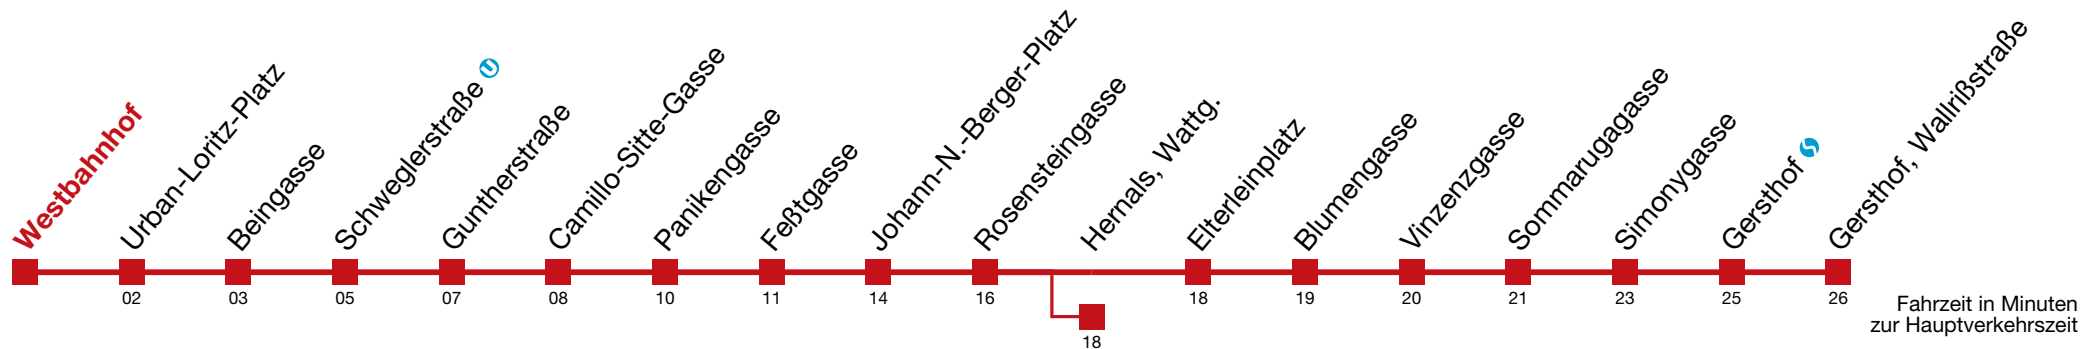 Westbahnhof
Urban-Loritz-Platz
Beingasse
Schweglerstraße U
Guntherstraße
Camillo-Sitte-Gasse
Panikengasse
Feßtgasse
Johann-N.-Berger-Platz
Rosensteingasse
Hernals, Wattg.
Elterleinplatz
Blumengasse
Vinzenzgasse
Sommarugagasse
Simonygasse
Gersthof S
Gersthof, Wallrißstraße
02 03 05 07 08 10 11 14 16 18 19 20 21 23 25 26
18
Fahrzeit in Minuten
zur Hauptverkehrszeit